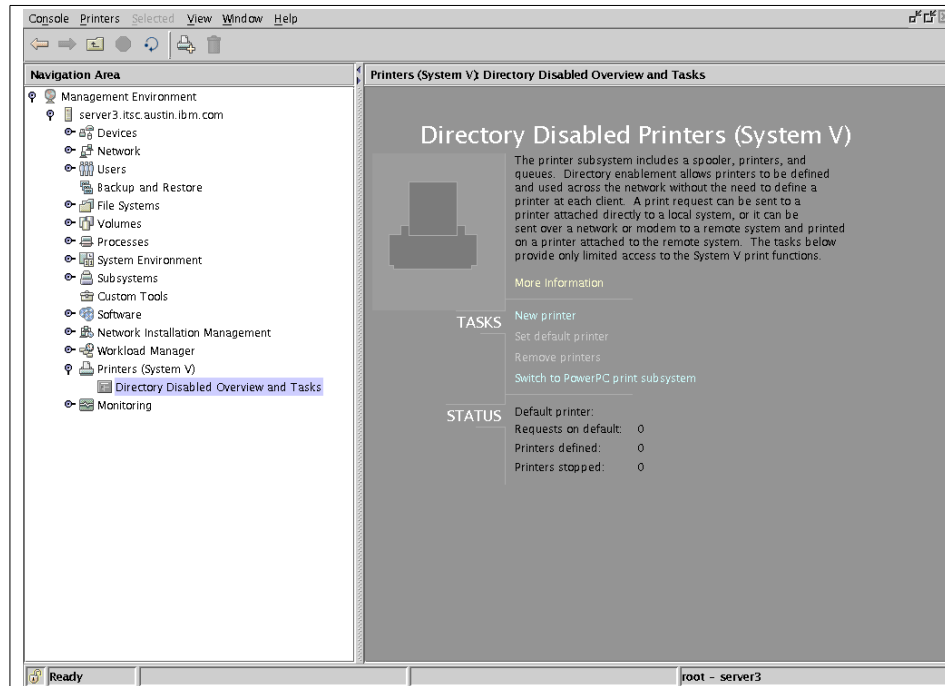 Console Printers Selected View Window Help
Navigation Area
Management Environment
server3.itsc.austin.ibm.com
Devices
Network
Users
Backup and Restore
File Systems
Volumes
Processes
System Environment
Subsystems
Custom Tools
Software
Network Installation Management
Workload Manager
Printers (System V)
Directory Disabled Overview and Tasks
Monitoring
Printers (System V): Directory Disabled Overview and Tasks
Directory Disabled Printers (System V)
The printer subsystem includes a spooler, printers, and
queues. Directory enablement allows printers to be defined
and used across the network without the need to define a
printer at each client. A print request can be sent to a
printer attached directly to a local system, or it can be
sent over a network or modem to a remote system and printed
on a printer attached to the remote system. The tasks below
provide only limited access to the System V print functions.
More Information
TASKS
New printer
Set default printer
Remove printers
Switch to PowerPC print subsystem
STATUS
Default printer:
Requests on default: 0
Printers defined: 0
Printers stopped: 0
Ready
root - server3